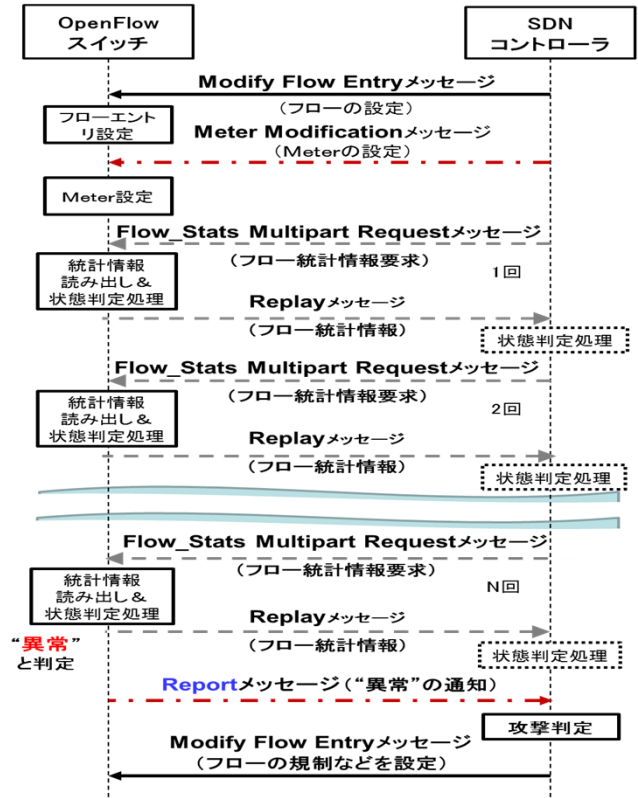 OpenFlow
スイッチ
SDN
コントローラ
Modify Flow Entryメッセージ
(フローの設定)
フローエント
リ設定
Meter Modificationメッセージ
(Meterの設定)
Meter設定
Flow_Stats Multipart Requestメッセージ
(フロー統計情報要求)
1回
統計情報
読み出し&
状態判定処理
Replayメッセージ
(フロー統計情報)
状態判定処理
Flow_Stats Multipart Requestメッセージ
(フロー統計情報要求)
2回
統計情報
読み出し&
状態判定処理
Replayメッセージ
(フロー統計情報)
状態判定処理
Flow_Stats Multipart Requestメッセージ
(フロー統計情報要求)
N回
統計情報
読み出し&
状態判定処理
Replayメッセージ
(フロー統計情報)
“異常”
と判定
状態判定処理
Reportメッセージ(“異常”の通知)
攻撃判定
Modify Flow Entryメッセージ
(フローの規制などを設定)